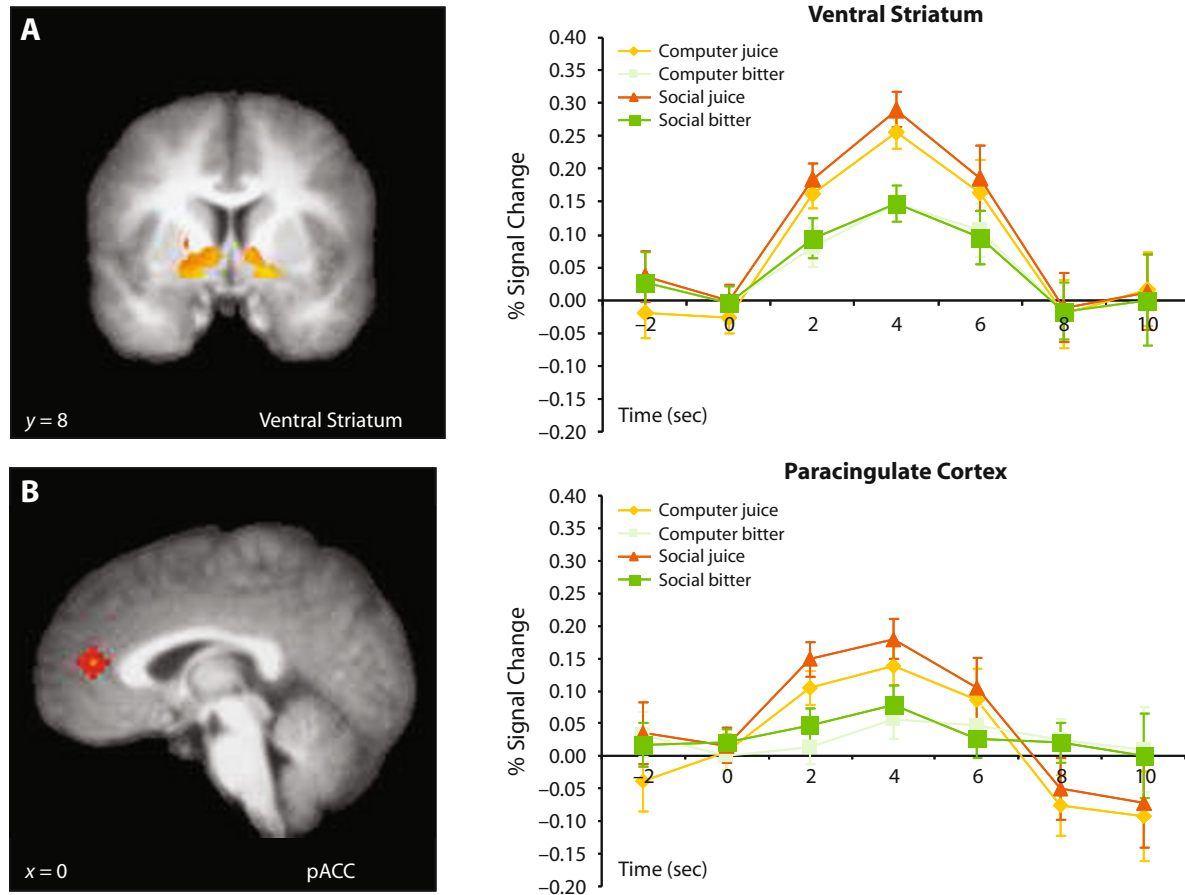 A
y = 8
Ventral Striatum
Ventral Striatum
% Signal Change
0.40
0.35
0.30
0.25
0.20
0.15
0.10
0.05
0.00
−0.05
−0.10
−0.15
−0.20
Computer juice
Computer bitter
Social juice
Social bitter
−2 0 2 4 6 8 10
Time (sec)
B
x = 0
pACC
Paracingulate Cortex
% Signal Change
0.40
0.35
0.30
0.25
0.20
0.15
0.10
0.05
0.00
−0.05
−0.10
−0.15
−0.20
Computer juice
Computer bitter
Social juice
Social bitter
−2 0 2 4 6 8 10
Time (sec)